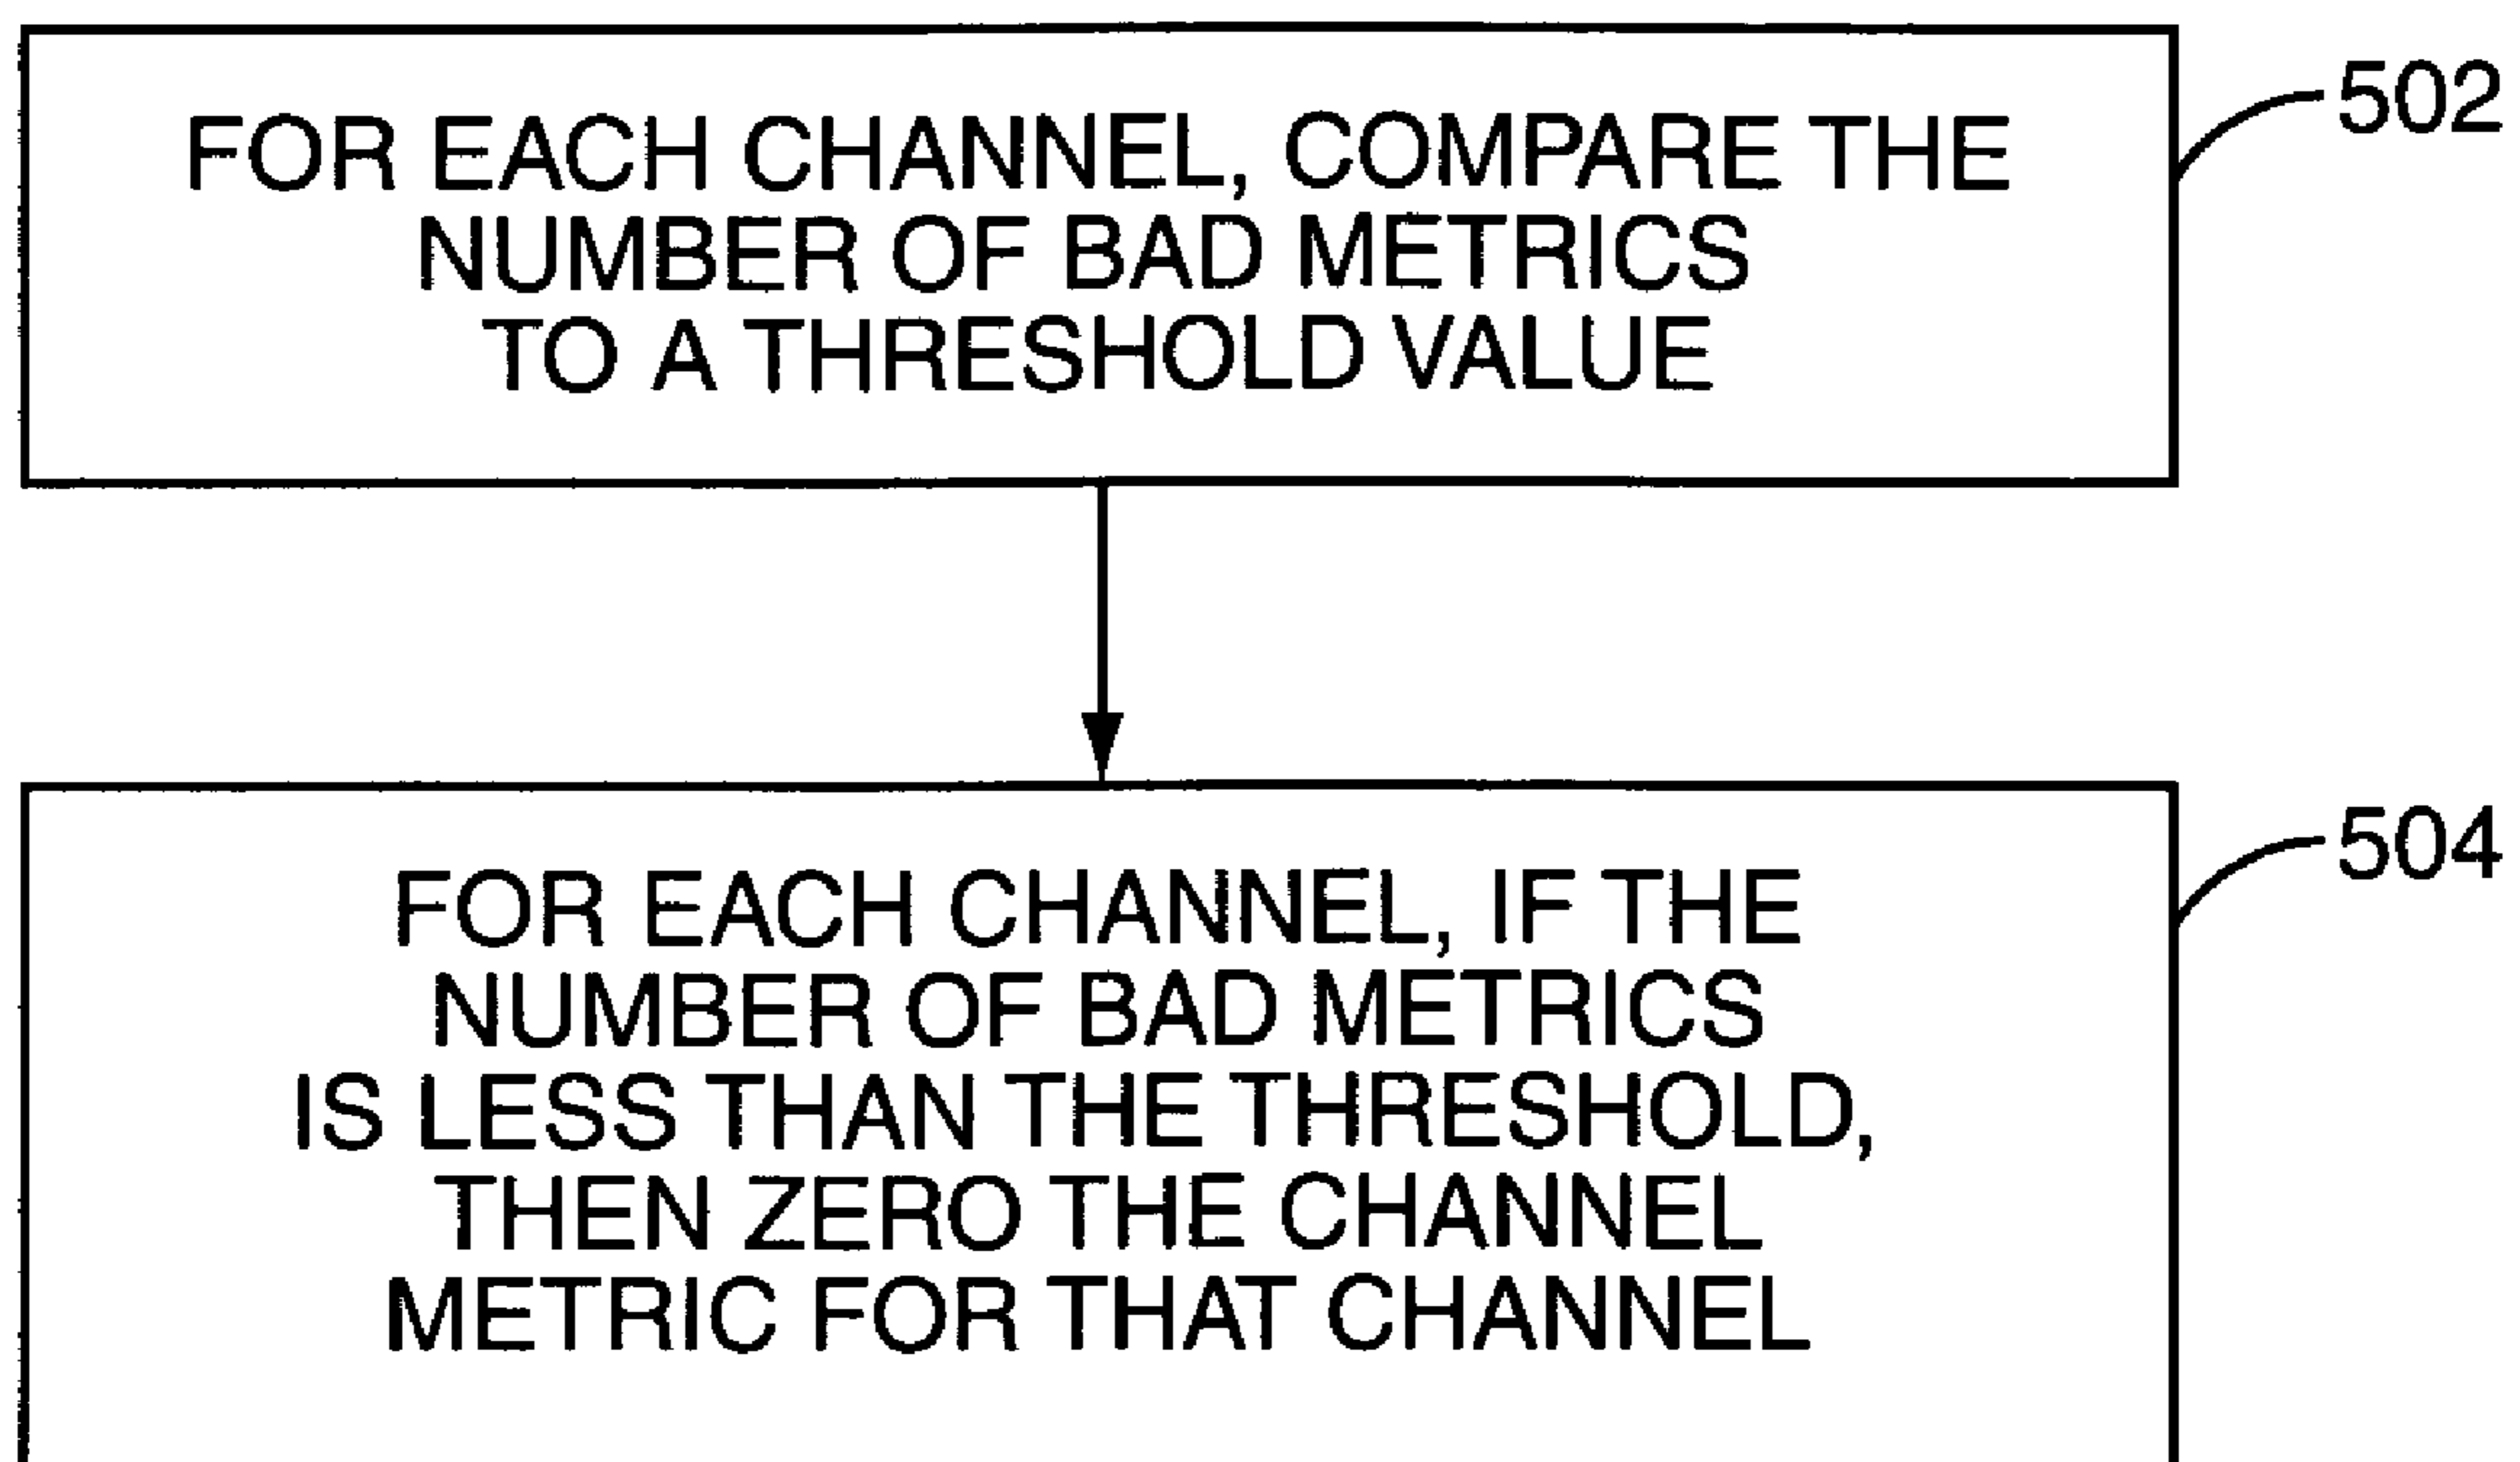 FOR EACH CHANNEL, COMPARE THE
NUMBER OF BAD METRICS
TO A THRESHOLD VALUE
502
FOR EACH CHANNEL, IF THE
NUMBER OF BAD METRICS
IS LESS THAN THE THRESHOLD,
THEN ZERO THE CHANNEL
METRIC FOR THAT CHANNEL
504